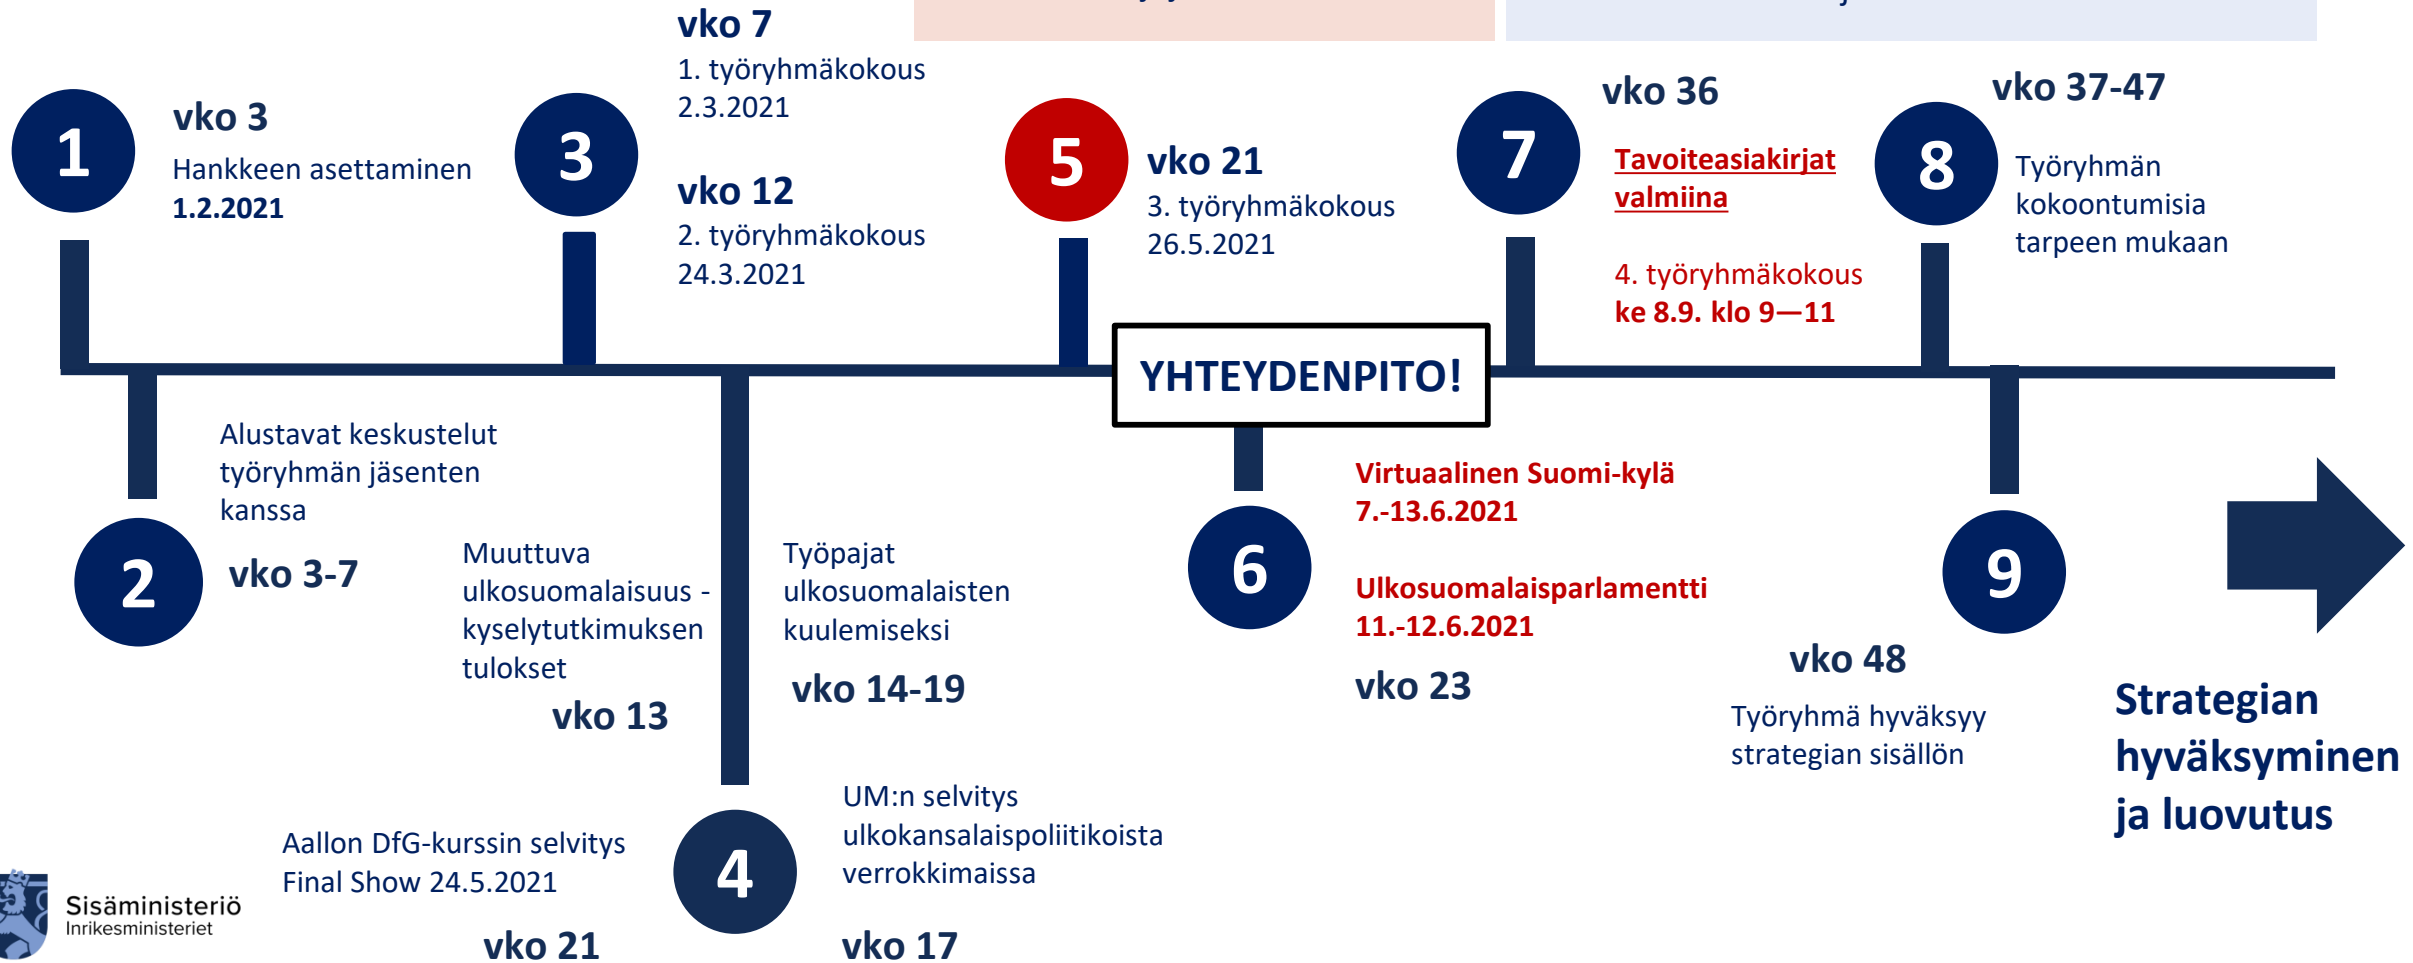 1
vko 3
Hankkeen asettaminen
1.2.2021
3
vko 7
1. työryhmäkokous
2.3.2021
vko 12
2. työryhmäkokous
24.3.2021
5
vko 21
3. työryhmäkokous
26.5.2021
7
vko 36
Tavoiteasiakirjat
valmiina
4. työryhmäkokous
ke 8.9. klo 9—11
8
vko 37-47
Työryhmän
kokoontumisia
tarpeen mukaan
YHTEYDENPITO!
2
Alustavat keskustelut
työryhmän jäsenten
kanssa
vko 3-7
Muuttuva
ulkosuomalaisuus -
kyselytutkimuksen
tulokset
vko 13
Työpajat
ulkosuomalaisten
kuulemiseksi
vko 14-19
Aallon DfG-kurssin selvitys
Final Show 24.5.2021
vko 21
4
UM:n selvitys
ulkokansalaispoliitikoista
verrokkimaissa
vko 17
6
Virtuaalinen Suomi-kylä
7.-13.6.2021
Ulkosuomalaisparlamentti
11.-12.6.2021
vko 23
9
vko 48
Työryhmä hyväksyy
strategian sisällön
Strategian
hyväksyminen
ja luovutus
Sisäministeriö
Inrikesministeriet